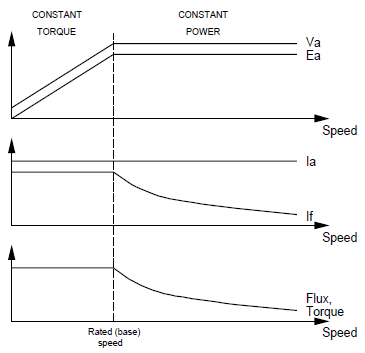 CONSTANT
TORQUE
CONSTANT
POWER
Va
Ea
Speed
Ia
If
Speed
Flux,
Torque
Rated (base)
speed
Speed